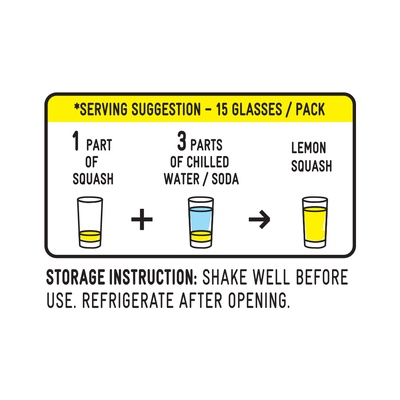 *SERVING SUGGESTION – 15 GLASSES / PACK
1 PART
OF
SQUASH
3 PARTS
OF CHILLED
WATER / SODA
LEMON
SQUASH
STORAGE INSTRUCTION: SHAKE WELL BEFORE
USE. REFRIGERATE AFTER OPENING.